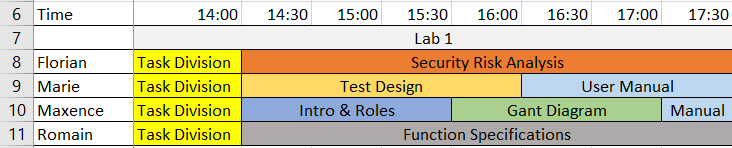 6 Time 14:00 14:30 15:00 15:30 16:00 16:30 17:00 17:30
7 Lab 1
8 Florian Task Division Security Risk Analysis
9 Marie Task Division Test Design User Manual
10 Maxence Task Division Intro & Roles Gant Diagram Manual
11 Romain Task Division Function Specifications